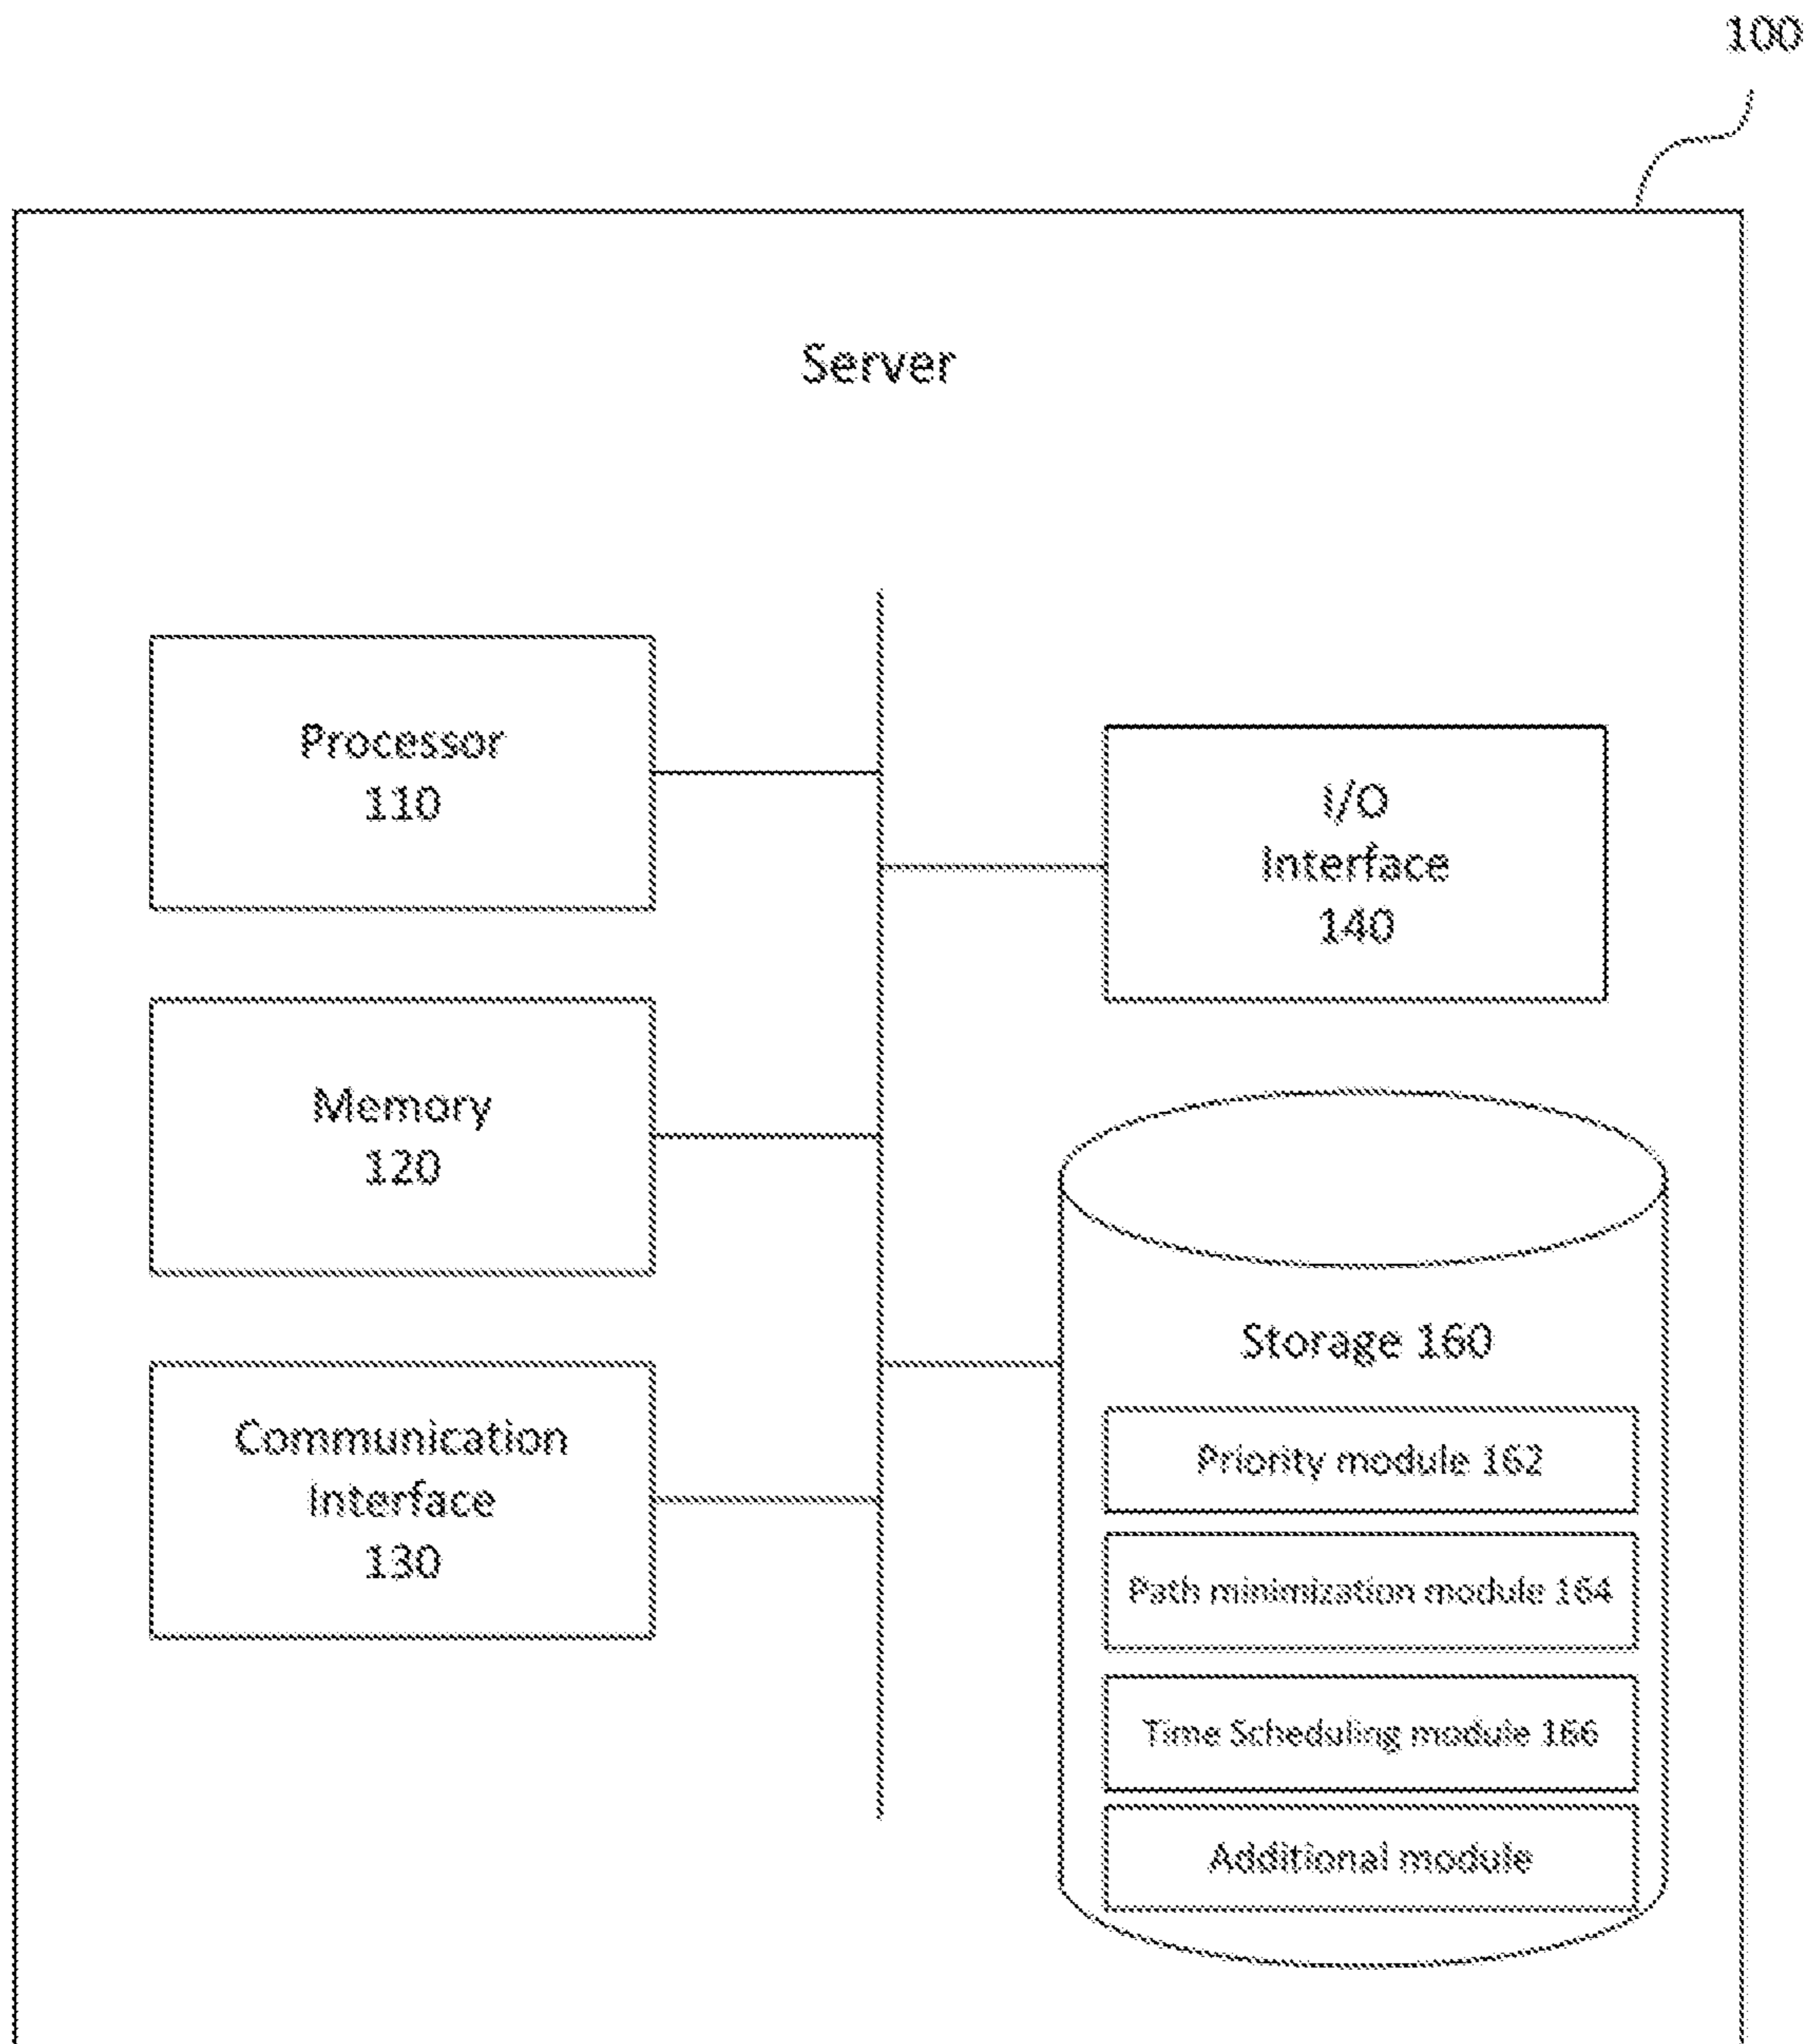 100
Server
Processor
110
I/O
Interface
140
Memory
120
Storage 160
Communication
Interface
130
Priority module 162
Path minimization module 164
Time Scheduling module 166
Additional module